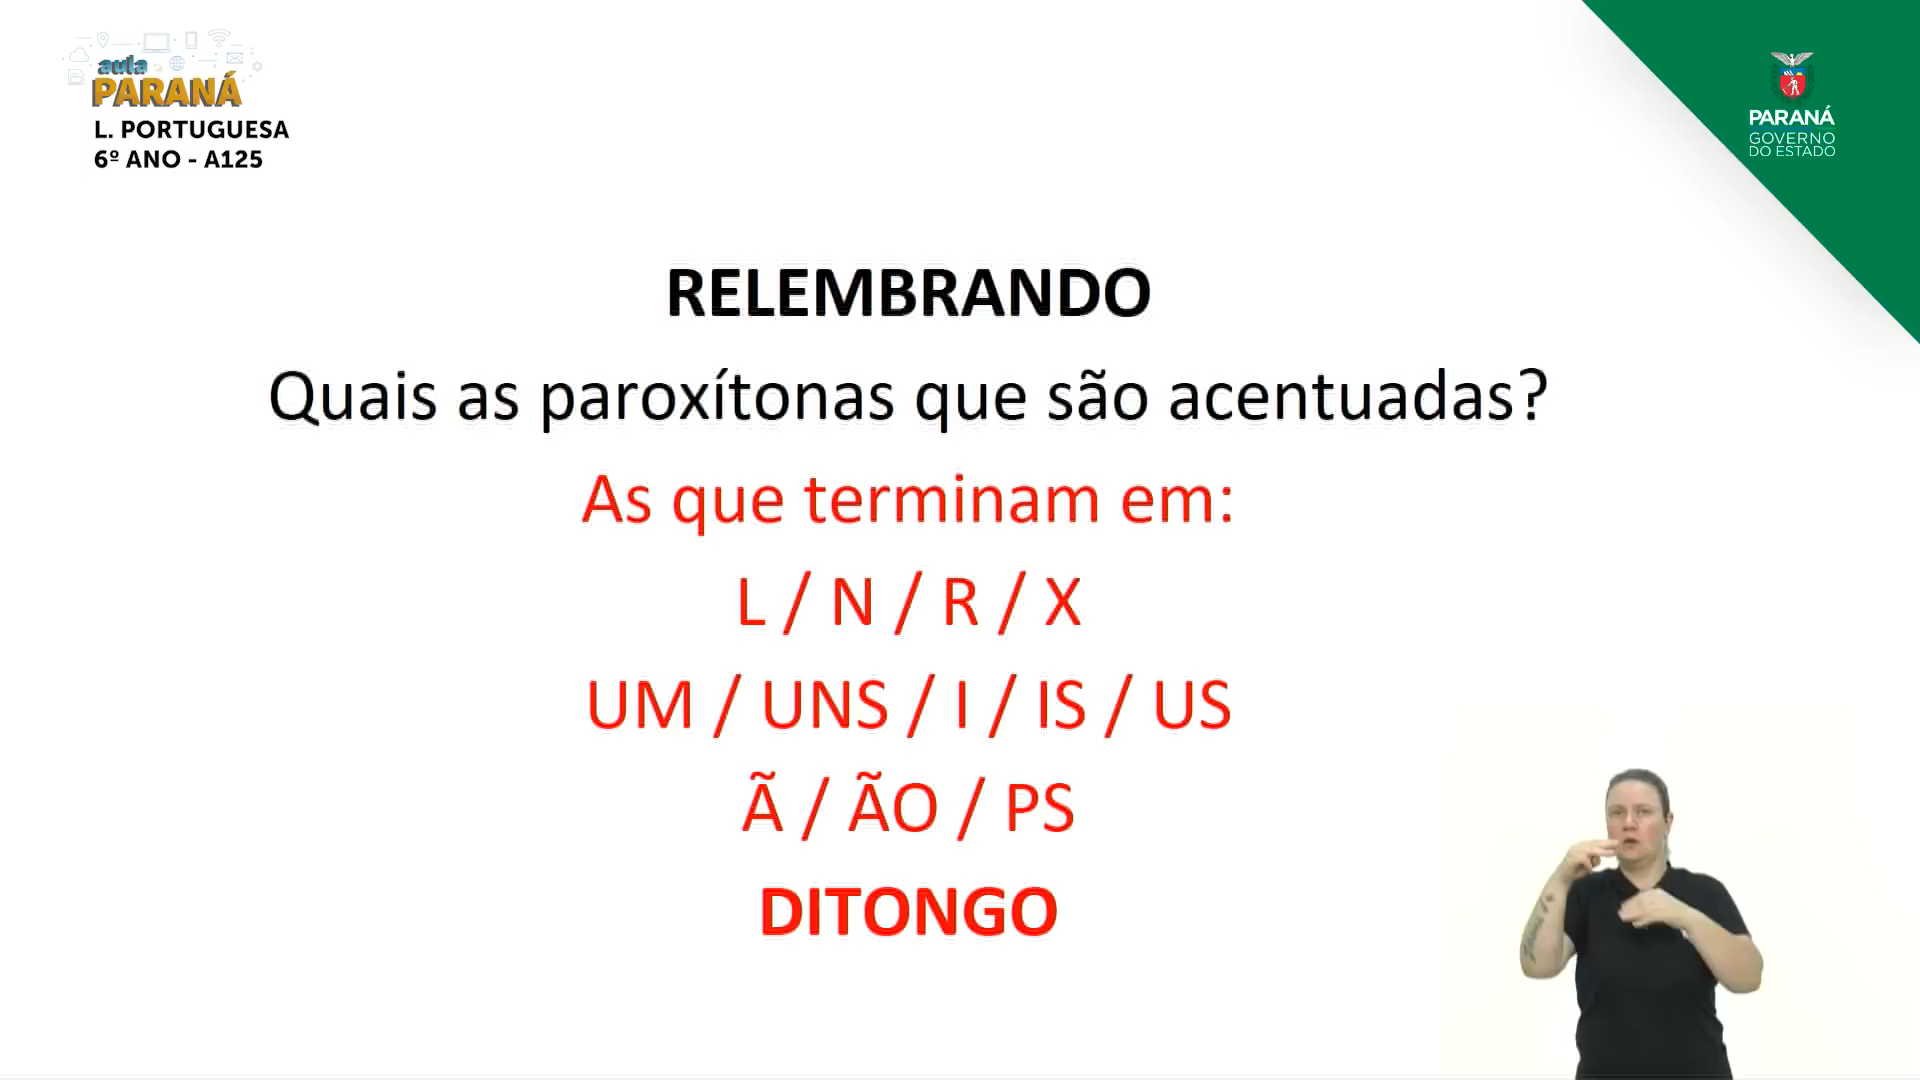 aula
PARANÁ
L. PORTUGUESA
6º ANO - A125
PARANÁ
GOVERNO
DO ESTADO
RELEMBRANDO
Quais as paroxítonas que são acentuadas?
As que terminam em:
L / N / R / X
UM / UNS / I / IS / US
Ã / ÃO / PS
DITONGO